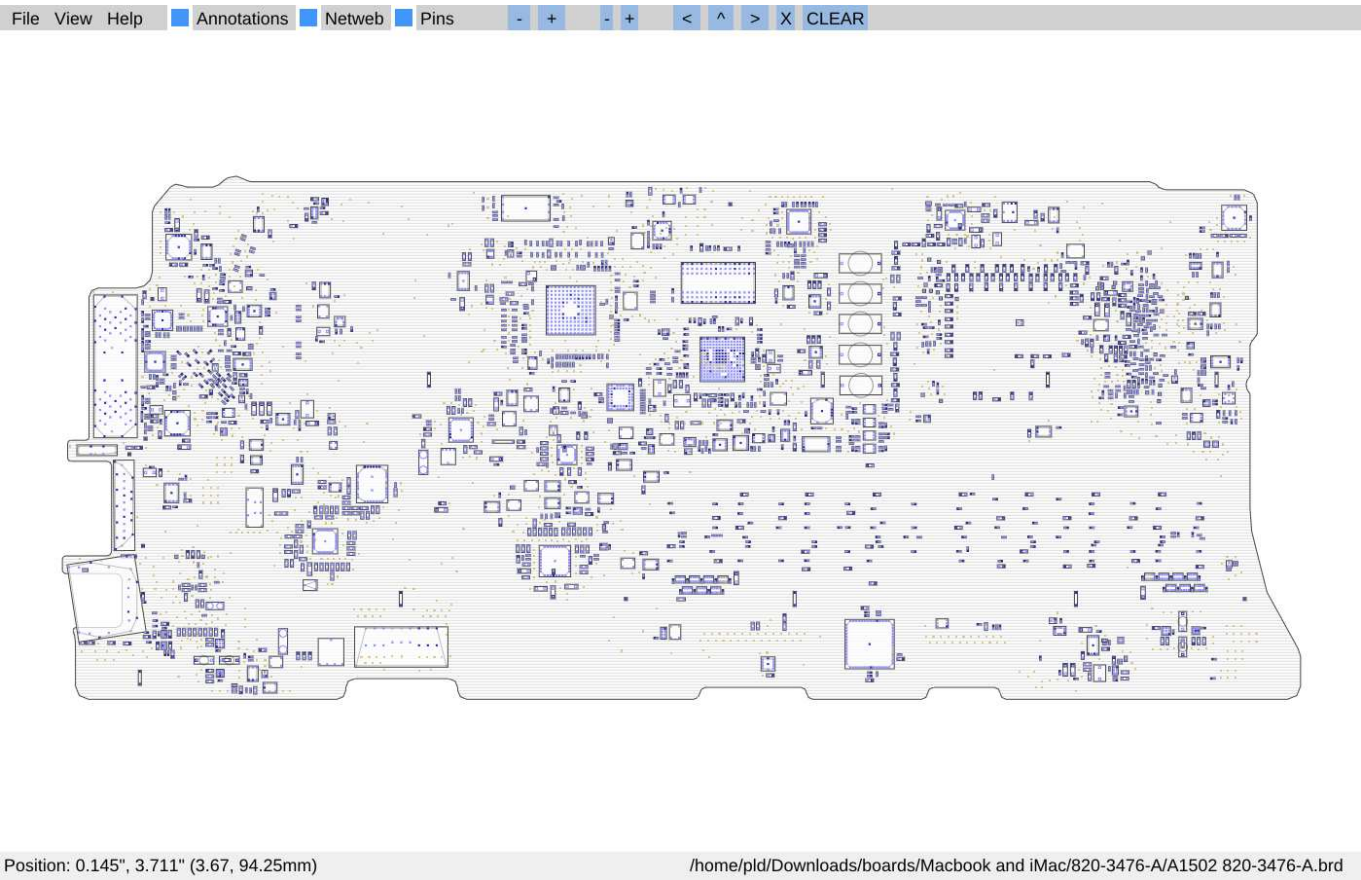 File View Help Annotations Netweb Pins - + - + < ^ > X CLEAR
Position: 0.145", 3.711" (3.67, 94.25mm) /home/pld/Downloads/boards/Macbook and iMac/820-3476-A/A1502 820-3476-A.brd